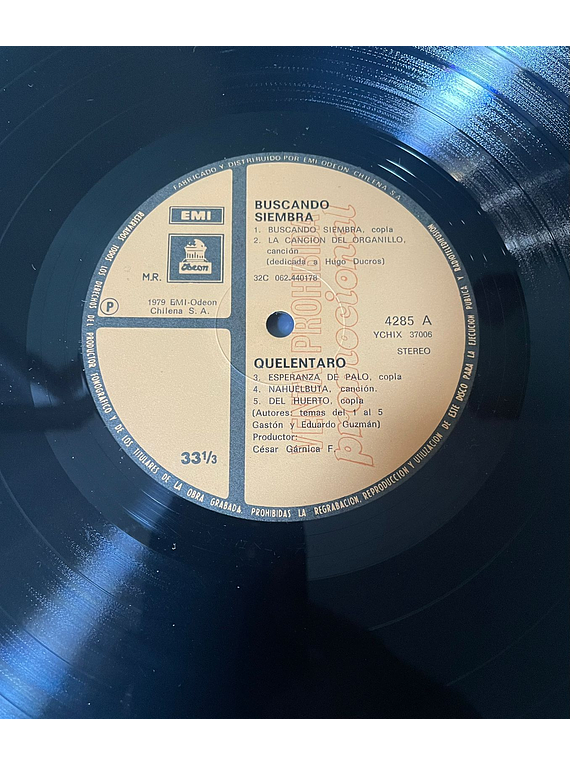 FABRICADO Y DISTRIBUIDO POR EMI-ODEON CHILENA S.A.
EMI
Odeon
M.R.
P
1979 EMI-Odeon
Chilena S. A.
33 1/3
BUSCANDO
SIEMBRA
1. BUSCANDO SIEMBRA, copla
2. LA CANCION DEL ORGANILLO,
canción
(dedicada a Hugo Ducros)
32C 062-440178
4285 A
YCHIX 37006
STEREO
QUELENTARO
3. ESPERANZA DE PALO, copla
4. NAHUELBUTA, canción.
5. DEL HUERTO, copla
(Autores: temas del 1 al 5
Gastón y Eduardo Guzmán)
Productor:
César Gárnica F.
VENTA PROHIBIDA
promocional
RESERVADOS TODOS LOS DERECHOS DEL PRODUCTOR FONOGRAFICO Y DE LOS TITULARES DE LA OBRA GRABADA. PROHIBIDAS LA REGRABACION, REPRODUCCION Y UTILIZACION DE ESTE DISCO PARA LA EJECUCION PUBLICA Y RADIOTELEDIFUSION